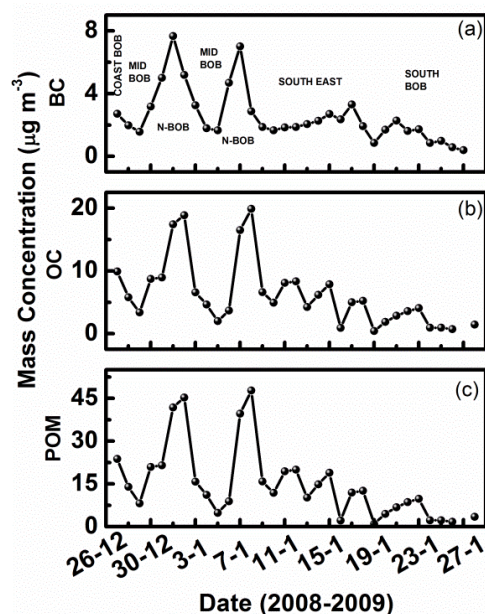 (a)
8
4
0
BC
COAST BOB
MID
BOB
N-BOB
MID
BOB
N-BOB
SOUTH EAST
SOUTH
BOB
Mass Concentration (µg m⁻³)
(b)
20
10
0
OC
(c)
45
30
15
0
POM
26-12
30-12
3-1
7-1
11-1
15-1
19-1
23-1
27-1
Date (2008-2009)